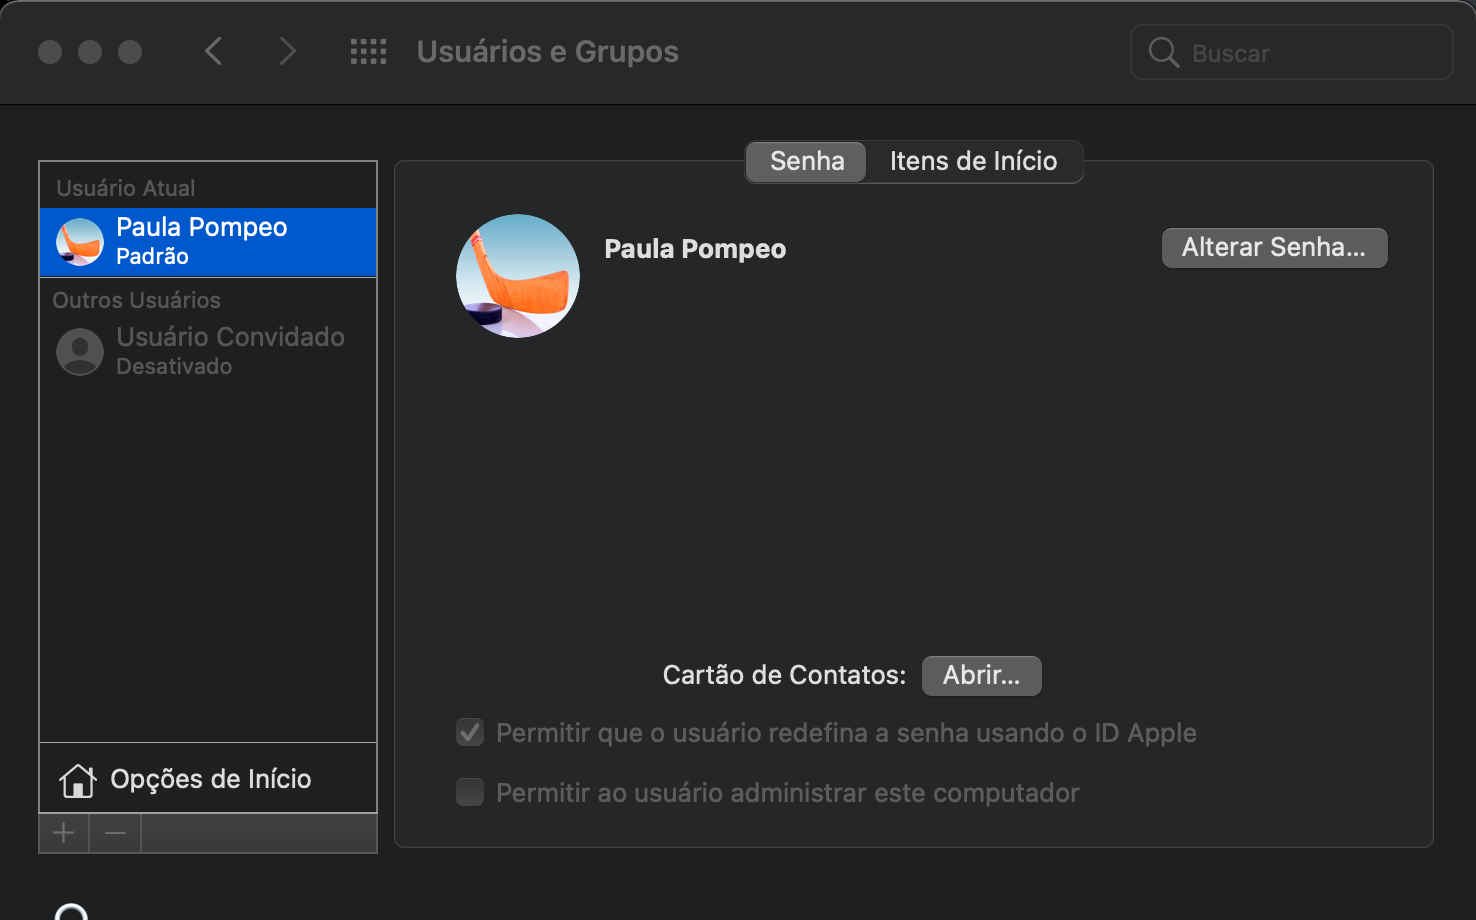 Usuários e Grupos
Buscar
Senha
Itens de Início
Usuário Atual
Paula Pompeo
Padrão
Outros Usuários
Usuário Convidado
Desativado
Opções de Início
Paula Pompeo
Alterar Senha...
Cartão de Contatos:
Abrir...
Permitir que o usuário redefina a senha usando o ID Apple
Permitir ao usuário administrar este computador